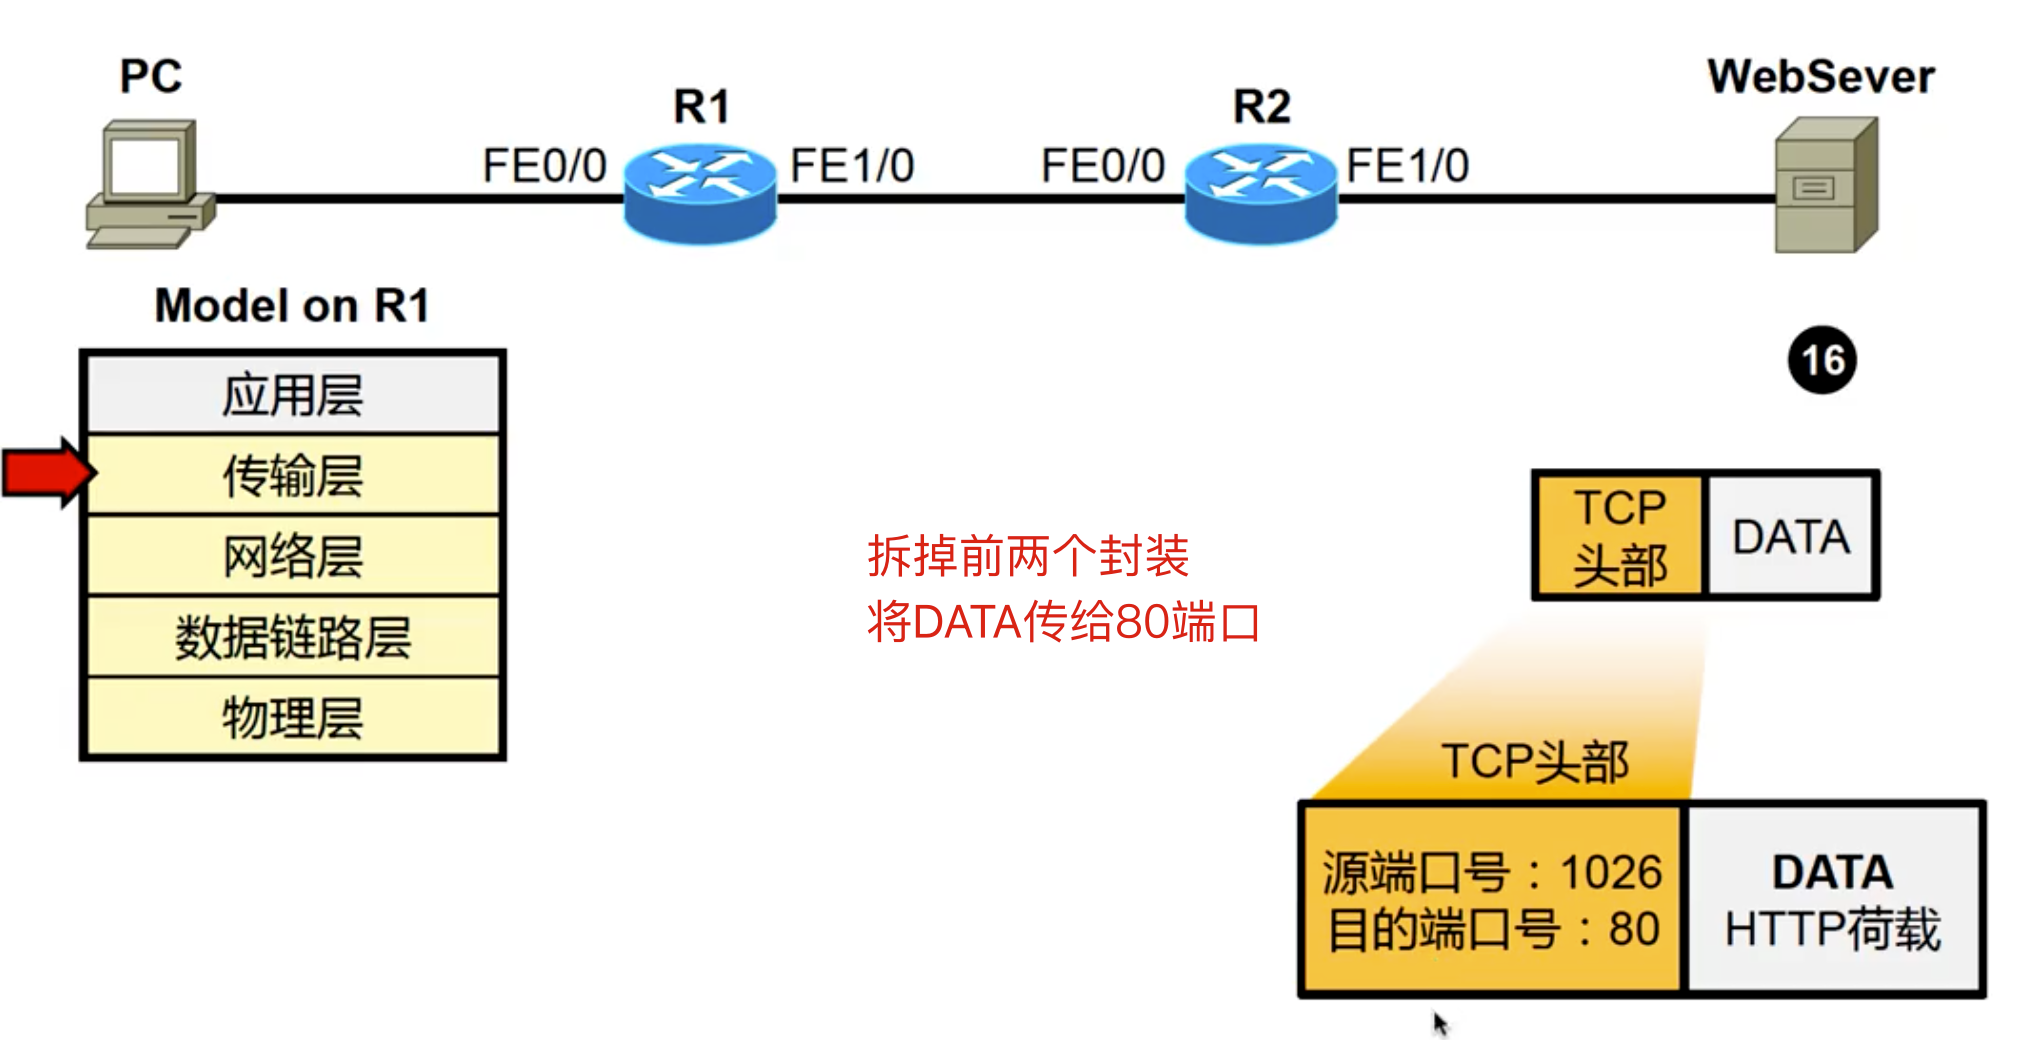 PC
R1
R2
WebSever
FE0/0
FE1/0
FE0/0
FE1/0
Model on R1
应用层
传输层
网络层
数据链路层
物理层
16
拆掉前两个封装
将DATA传给80端口
TCP
头部
DATA
TCP头部
源端口号：1026
目的端口号：80
DATA
HTTP荷载